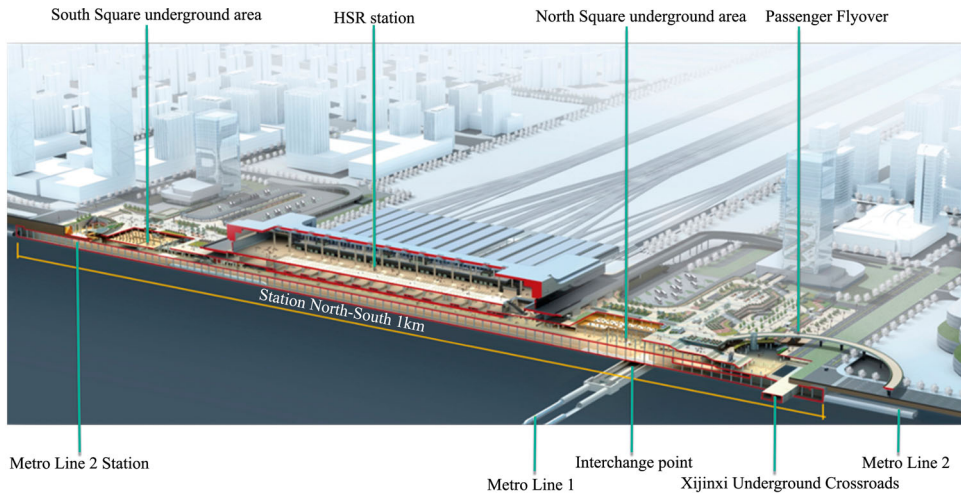 South Square underground area
HSR station
North Square underground area
Passenger Flyover
Station North-South 1km
Metro Line 2 Station
Metro Line 1
Interchange point
Xijinxi Underground Crossroads
Metro Line 2